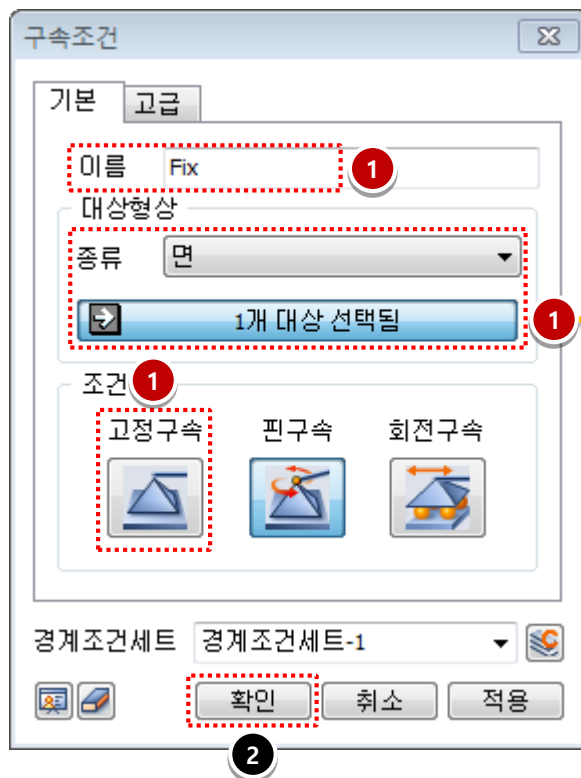 구속조건
기본 고급
이름 Fix 1
대상형상
종류 면
1개 대상 선택됨 1
조건 1
고정구속 핀구속 회전구속
경계조건세트 경계조건세트-1
확인 취소 적용
2